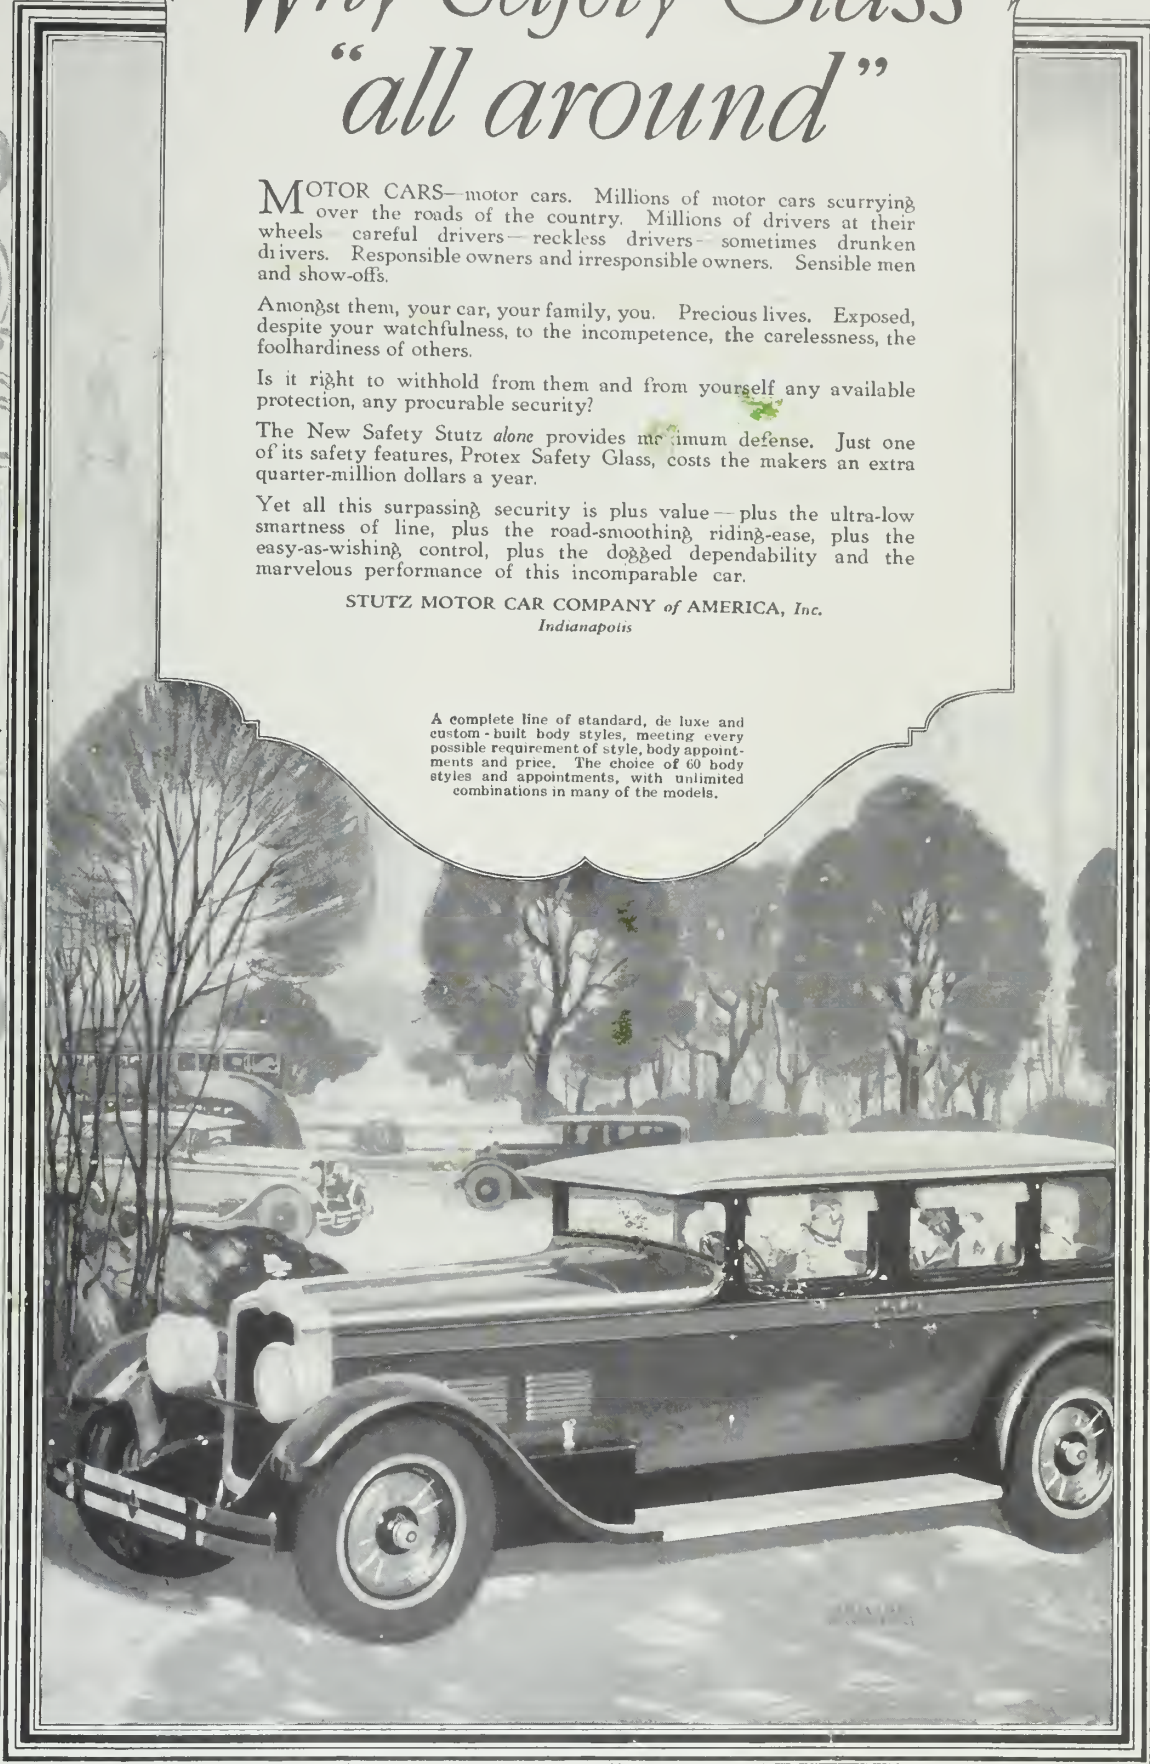 Why Safety Glass
“all around”
MOTOR CARS—motor cars. Millions of motor cars scurrying
over the roads of the country. Millions of drivers at their
wheels careful drivers—reckless drivers- sometimes drunken
drivers. Responsible owners and irresponsible owners. Sensible men
and show-offs.
Amongst them, your car, your family, you. Precious lives. Exposed,
despite your watchfulness, to the incompetence, the carelessness, the
foolhardiness of others.
Is it right to withhold from them and from yourself any available
protection, any procurable security?
The New Safety Stutz alone provides defense. Just one
of its safety features, Protex Safety Glass, costs the makers an extra
quarter-million dollars a year.
Yet all this surpassing security is plus value—plus the ultra-low
smartness of line, plus the road-smoothing riding-ease, plus the
easy-as-wishing control, plus the dogged dependability and the
marvelous performance of this incomparable car.
STUTZ MOTOR CAR COMPANY of AMERICA, Inc.
Indianapolis
A complete line of standard, de luxe and
custom-built body styles, meeting every
possible requirement of style, body appoint-
ments and price. The choice of 60 body
styles and appointments, with unlimited
combinations in many of the models.